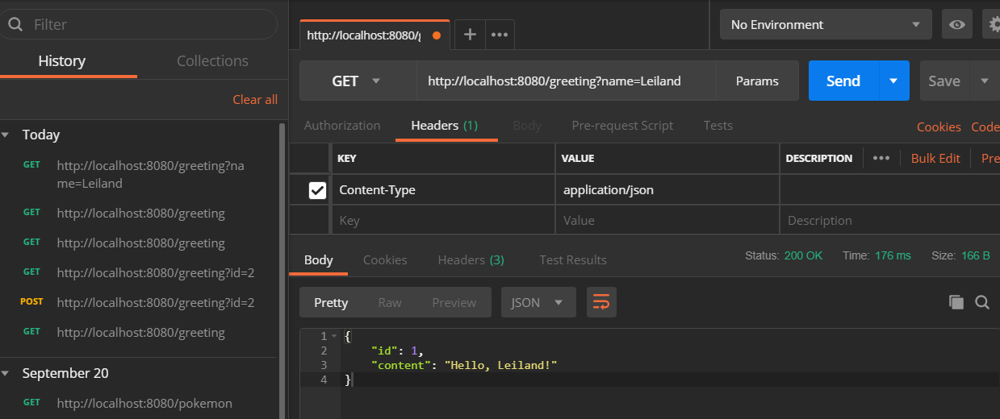 Filter
History Collections
Clear all
Today
GET http://localhost:8080/greeting?na
me=Leiland
GET http://localhost:8080/greeting
GET http://localhost:8080/greeting
GET http://localhost:8080/greeting?id=2
POST http://localhost:8080/greeting?id=2
GET http://localhost:8080/greeting
September 20
GET http://localhost:8080/pokemon
http://localhost:8080/g
No Environment
GET http://localhost:8080/greeting?name=Leiland Params Send Save
Authorization Headers (1) Body Pre-request Script Tests Cookies Code
KEY VALUE DESCRIPTION Bulk Edit Pre
Content-Type application/json
Key Value Description
Body Cookies Headers (3) Test Results Status: 200 OK Time: 176 ms Size: 166 B
Pretty Raw Preview JSON
1 {
2 "id": 1,
3 "content": "Hello, Leiland!"
4 }